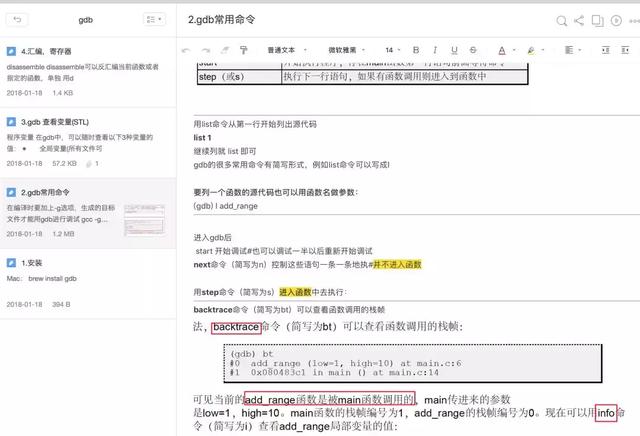 gdb
2.gdb常用命令
普通文本
微软雅黑
14
B
I
U
A
4.汇编，寄存器
disassemble disassemble可以反汇编当前函数或者
指定的函数，单独 用d
2018-01-18 1.4 KB
3.gdb 查看变量(STL)
程序变量 在gdb中，可以随时查看以下3种变量的
值： ● 全局变量(所有文件可
2018-01-18 57.2 KB 1
2.gdb常用命令
在编译时要加上-g选项，生成的目标
文件才能用gdb进行调试 gcc -g...
2018-01-18 1.2 MB
1.安装
Mac： brew install gdb
2018-01-18 394 B
step（或s） 执行下一行语句，如果有函数调用则进入到函数中
用list命令从第一行开始列出源代码
list 1
继续列就 list 即可
gdb的很多常用命令有简写形式，例如list命令可以写成l
要列一个函数的源代码也可以用函数名做参数：
(gdb) l add_range
进入gdb后
start 开始调试#也可以调试一半以后重新开始调试
next命令（简写为n）控制这些语句一条一条地执#并不进入函数
用step命令（简写为s）进入函数中去执行：
backtrace命令（简写为bt）可以查看函数调用的栈帧
法，backtrace命令（简写为bt）可以查看函数调用的栈帧：
(gdb) bt
#0 add_range (low=1, high=10) at main.c:6
#1 0x080483c1 in main () at main.c:14
可见当前的add_range函数是被main函数调用的，main传进来的参数
是low=1，high=10。main函数的栈帧编号为1，add_range的栈帧编号为0。现在可以用info命
令（简写为i）查看add_range局部变量的值：